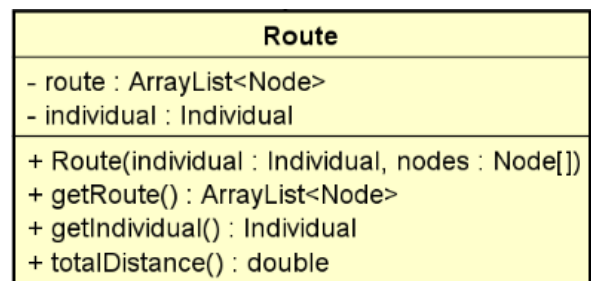 Route
- route : ArrayList<Node>
- individual : Individual
+ Route(individual : Individual, nodes : Node[])
+ getRoute() : ArrayList<Node>
+ getIndividual() : Individual
+ totalDistance() : double